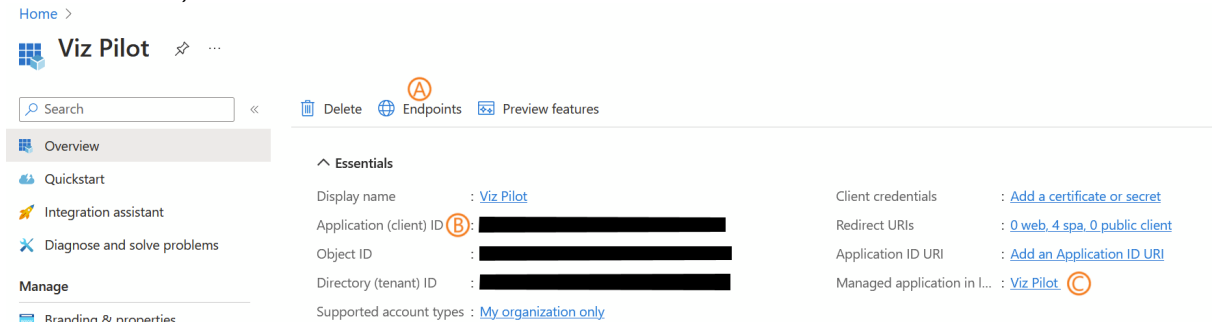 Home >
Viz Pilot
Search
«
Overview
Quickstart
Integration assistant
Diagnose and solve problems
Manage
Branding & properties
A
Delete Endpoints Preview features
Essentials
Display name : Viz Pilot
Application (client) ID B :
Object ID :
Directory (tenant) ID :
Supported account types : My organization only
Client credentials : Add a certificate or secret
Redirect URIs : 0 web, 4 spa, 0 public client
Application ID URI : Add an Application ID URI
Managed application in l... : Viz Pilot C